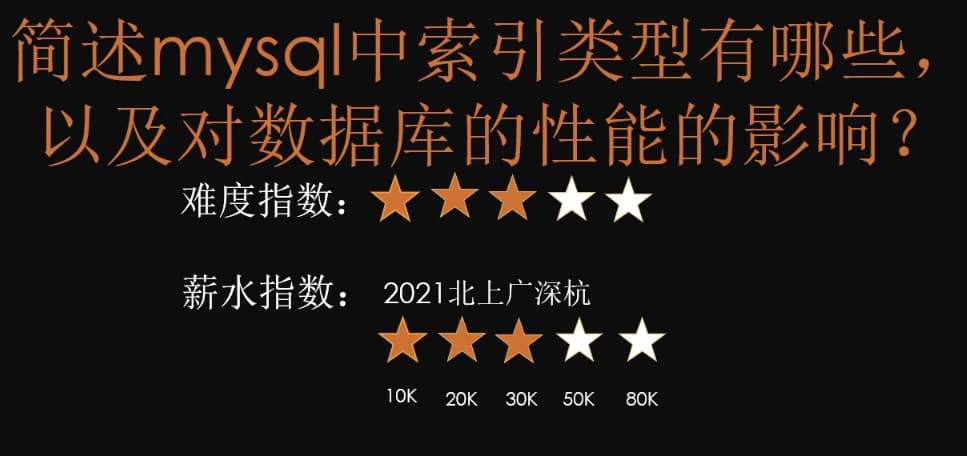 简述mysql中索引类型有哪些，
以及对数据库的性能的影响？
难度指数：
薪水指数： 2021北上广深杭
10K 20K 30K 50K 80K